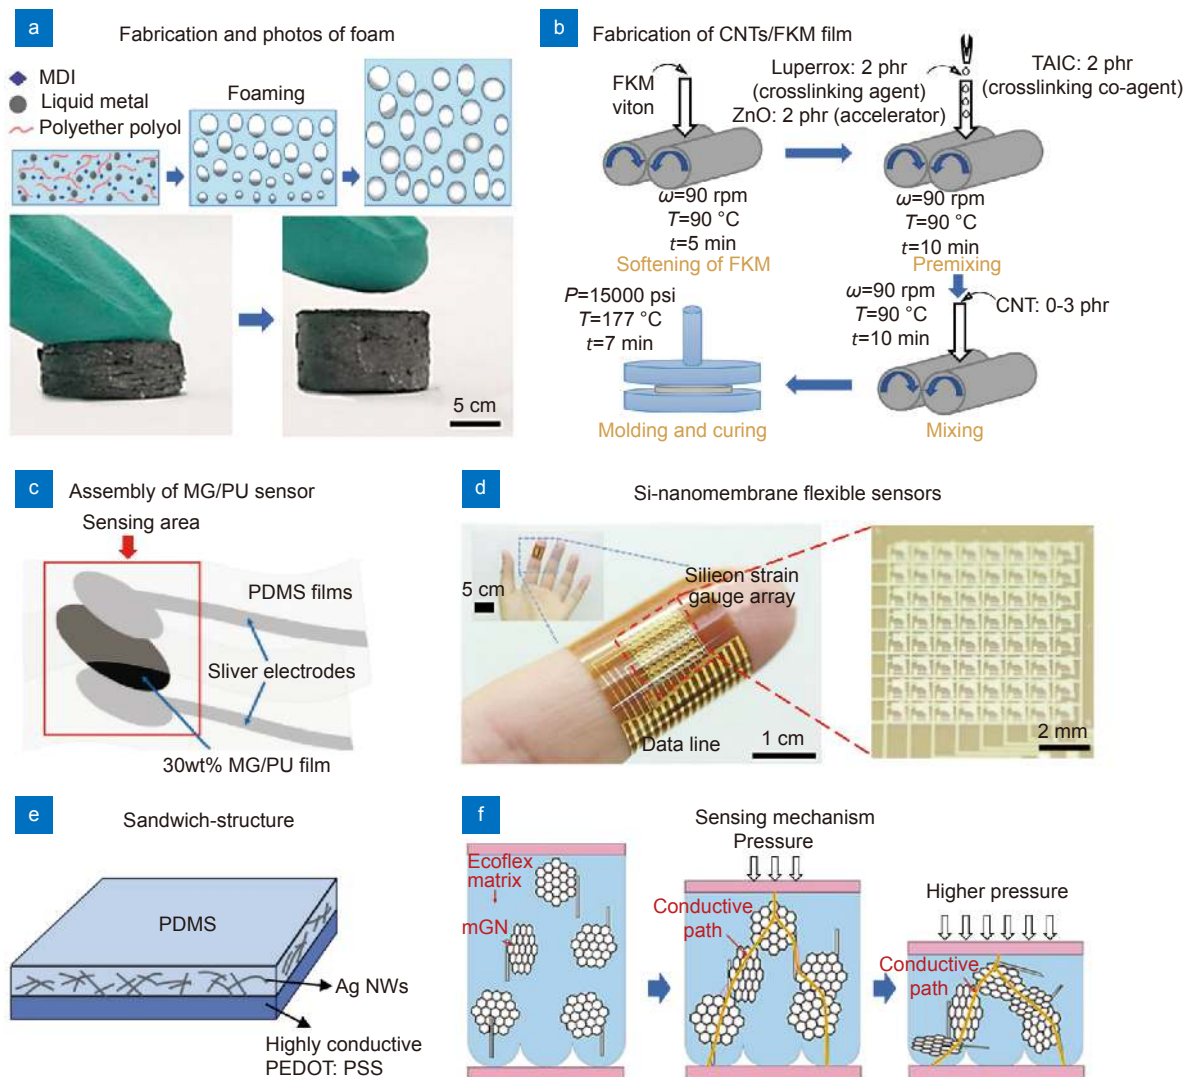 a
Fabrication and photos of foam
MDI
Liquid metal
Polyether polyol
Foaming
5 cm
b
Fabrication of CNTs/FKM film
FKM
viton
Luperrox: 2 phr
(crosslinking agent)
ZnO: 2 phr (accelerator)
TAIC: 2 phr
(crosslinking co-agent)
ω=90 rpm
T=90 °C
t=5 min
Softening of FKM
ω=90 rpm
T=90 °C
t=10 min
Premixing
P=15000 psi
T=177 °C
t=7 min
Molding and curing
ω=90 rpm
T=90 °C
t=10 min
CNT: 0-3 phr
Mixing
c
Assembly of MG/PU sensor
Sensing area
PDMS films
Sliver electrodes
30wt% MG/PU film
d
Si-nanomembrane flexible sensors
5 cm
Silieon strain
gauge array
Data line
1 cm
2 mm
e
Sandwich-structure
PDMS
Ag NWs
Highly conductive
PEDOT: PSS
f
Sensing mechanism
Pressure
Ecoflex
matrix
mGN
Conductive
path
Higher pressure
Conductive
path